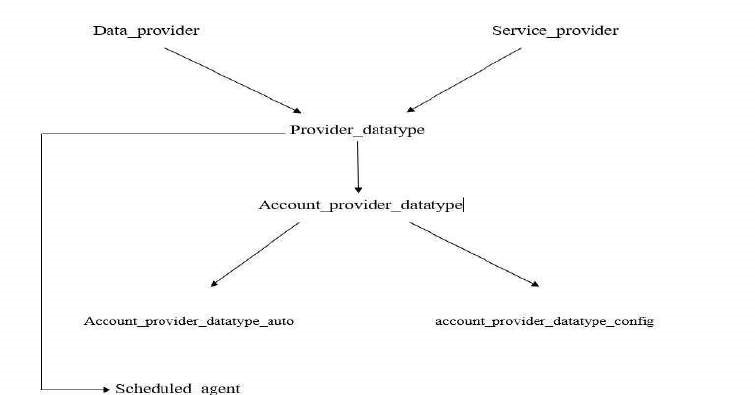 Data_provider
Service_provider
Provider_datatype
Account_provider_datatype
Account_provider_datatype_auto
account_provider_datatype_config
Scheduled_agent